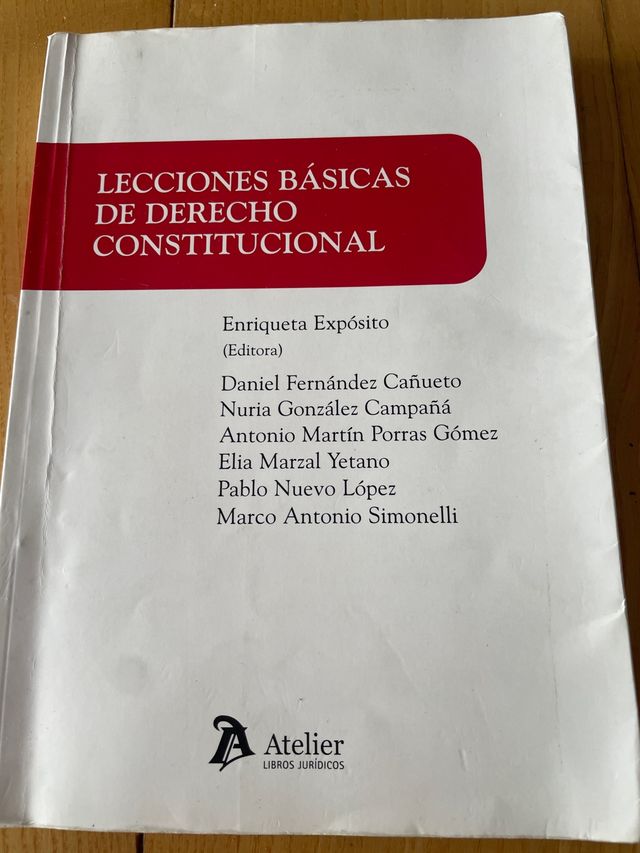 LECCIONES BÁSICAS
DE DERECHO
CONSTITUCIONAL
Enriqueta Expósito
(Editora)
Daniel Fernández Cañueto
Nuria González Campañá
Antonio Martín Porras Gómez
Elia Marzal Yetano
Pablo Nuevo López
Marco Antonio Simonelli
A Atelier
LIBROS JURÍDICOS